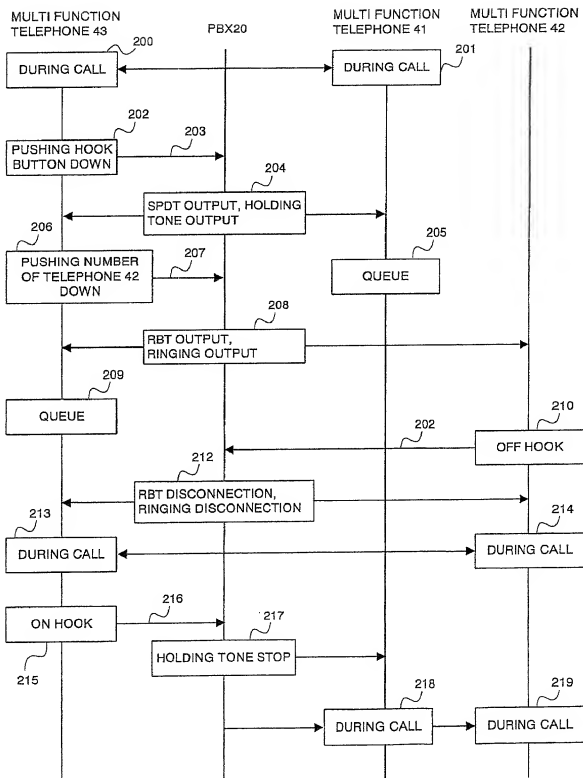 MULTI FUNCTION
TELEPHONE 43
PBX20
MULTI FUNCTION
TELEPHONE 41
MULTI FUNCTION
TELEPHONE 42
200
201
DURING CALL
DURING CALL
202
203
PUSHING HOOK
BUTTON DOWN
204
SPDT OUTPUT, HOLDING
TONE OUTPUT
205
206
207
PUSHING NUMBER
OF TELEPHONE 42
DOWN
QUEUE
208
RBT OUTPUT,
RINGING OUTPUT
209
210
QUEUE
202
OFF HOOK
212
RBT DISCONNECTION,
RINGING DISCONNECTION
213
214
DURING CALL
DURING CALL
216
217
ON HOOK
215
HOLDING TONE STOP
218
219
DURING CALL
DURING CALL